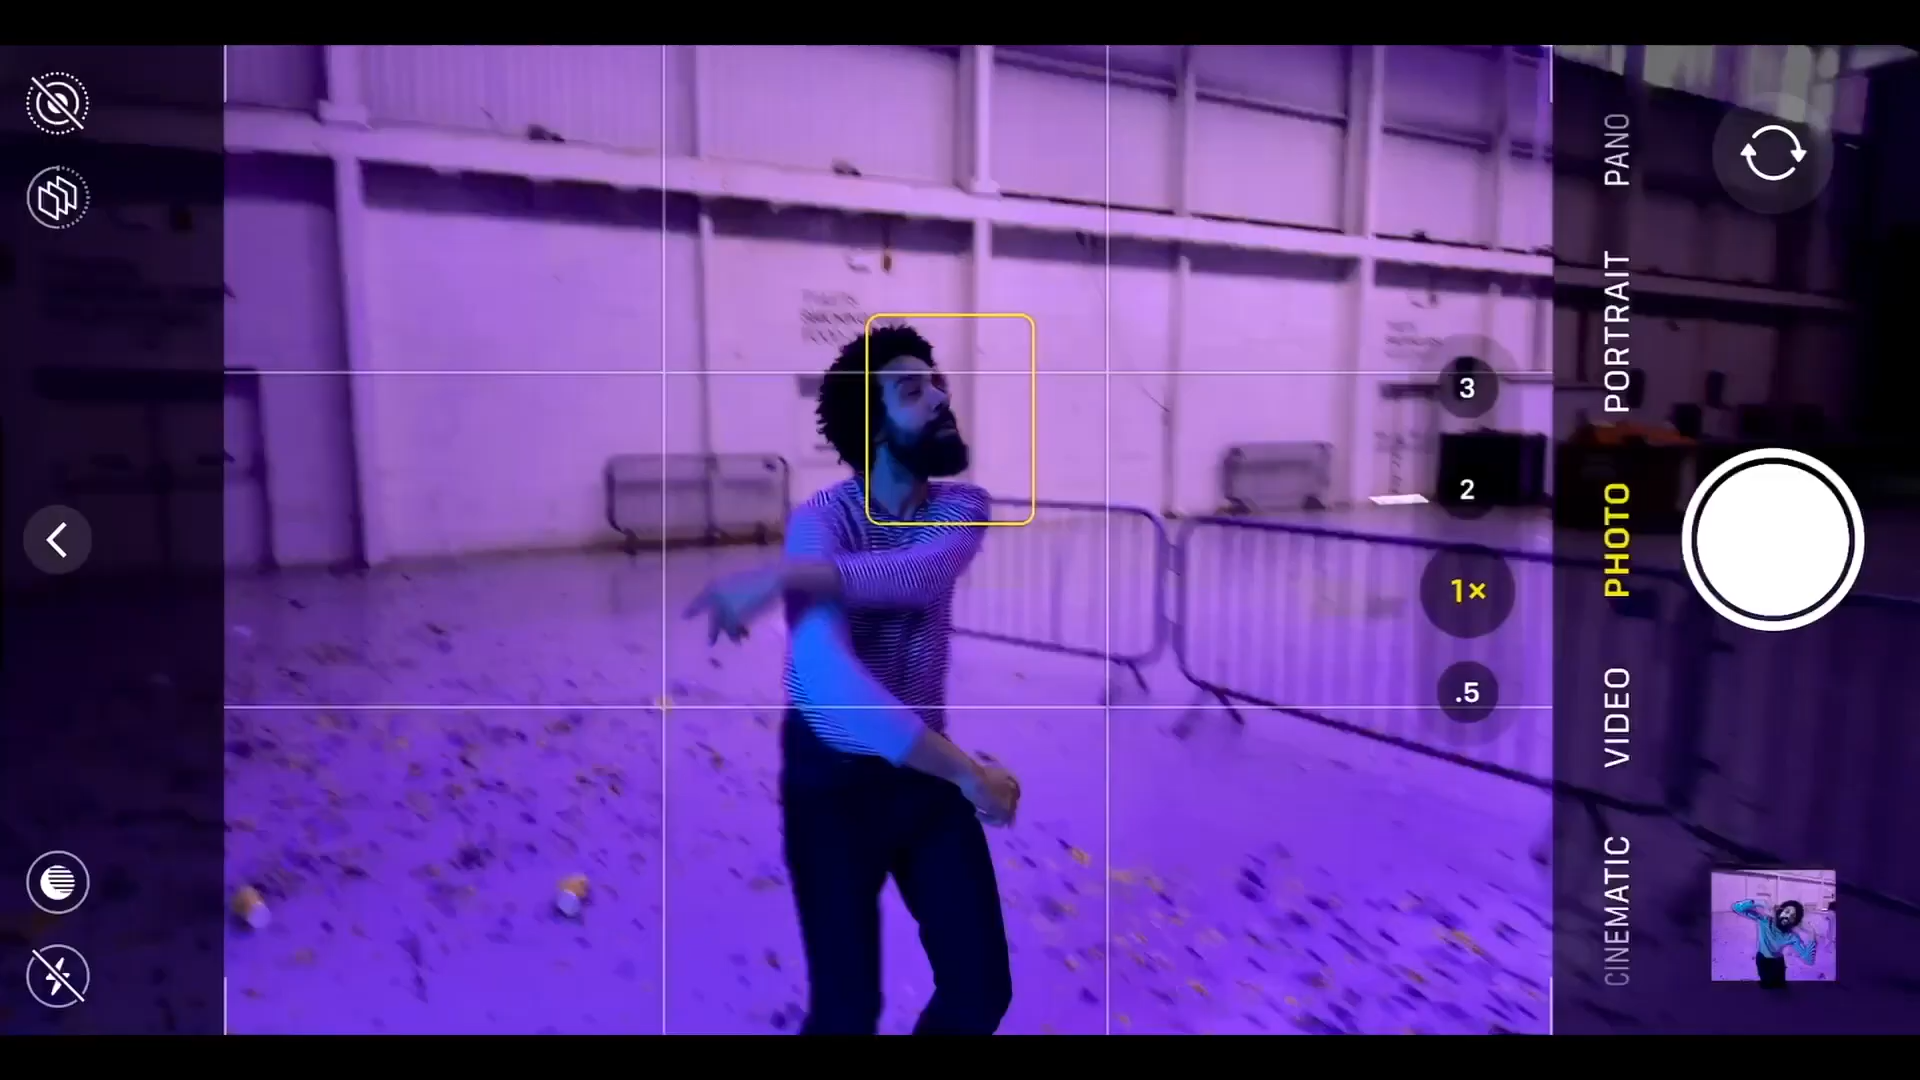 3
2
1×
.5
PANO
PORTRAIT
PHOTO
VIDEO
CINEMATIC